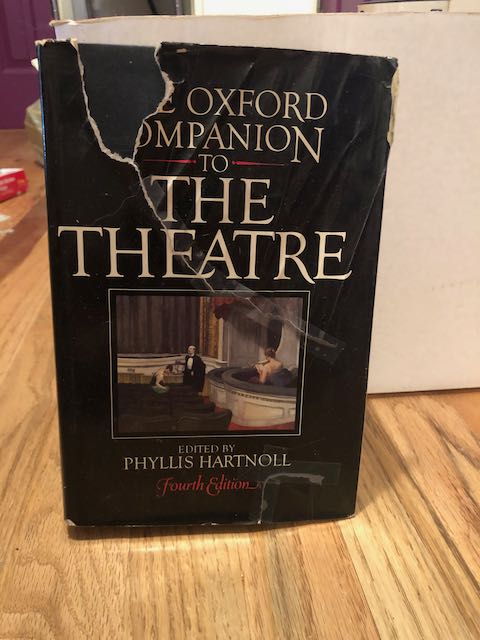 E OXFORD
OMPANION
TO
THE
THEATRE
EDITED BY
PHYLLIS HARTNOLL
Fourth Edition